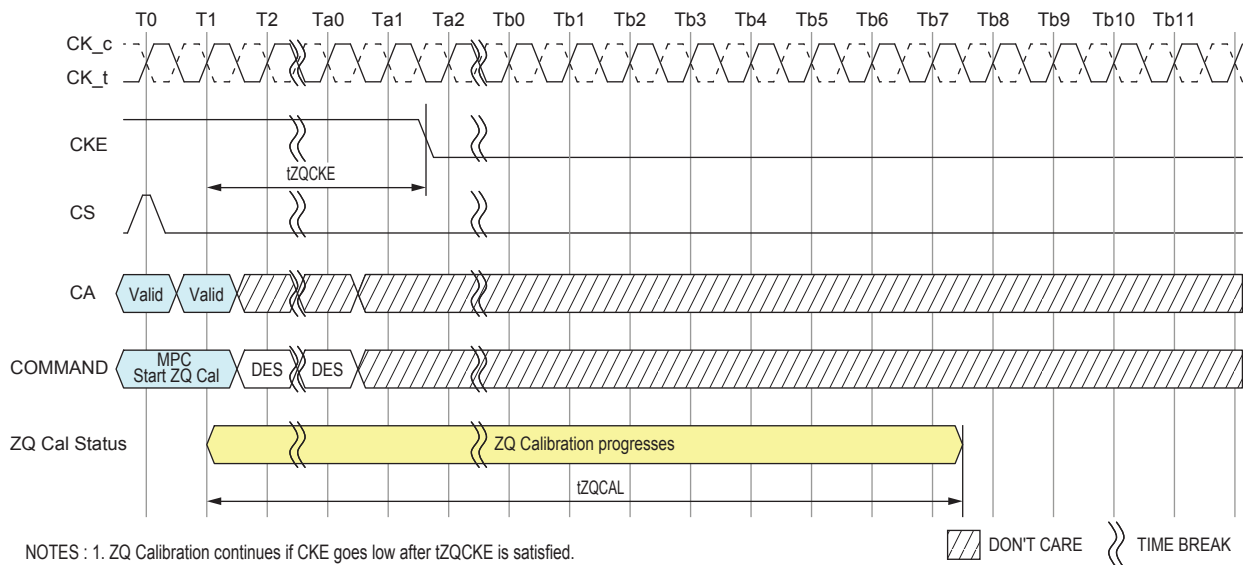 T0 T1 T2 Ta0 Ta1 Ta2 Tb0 Tb1 Tb2 Tb3 Tb4 Tb5 Tb6 Tb7 Tb8 Tb9 Tb10 Tb11
CK_c
CK_t
CKE
tZQCKE
CS
CA Valid Valid
COMMAND MPC
Start ZQ Cal
DES DES
ZQ Cal Status ZQ Calibration progresses
tZQCAL
NOTES : 1. ZQ Calibration continues if CKE goes low after tZQCKE is satisfied.
DON'T CARE TIME BREAK